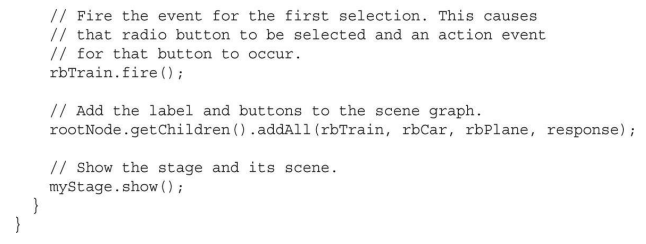 // Fire the event for the first selection. This causes
// that radio button to be selected and an action event
// for that button to occur.
rbTrain.fire();
// Add the label and buttons to the scene graph.
rootNode.getChildren().addAll(rbTrain, rbCar, rbPlane, response);
// Show the stage and its scene.
myStage.show();
}
}